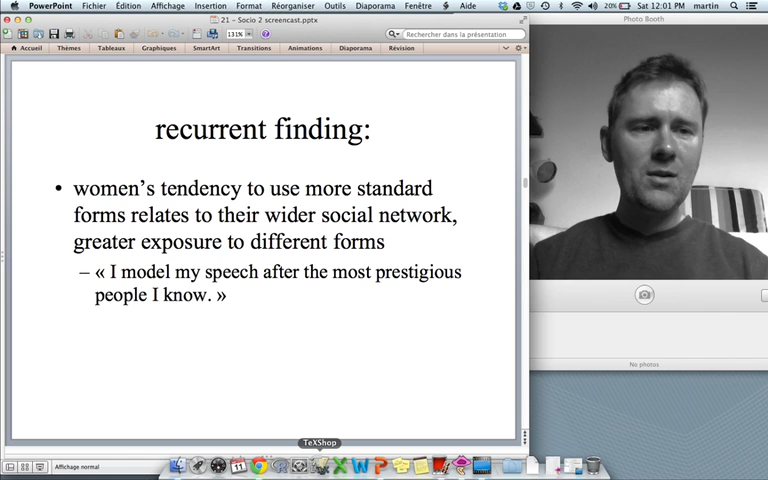 PowerPoint Fichier Édition Affichage Insertion Format Réorganiser Outils Diaporama Fenêtre Aide 20% Sat 12:01 PM martin
21 – Socio 2 screencast.pptx
131% Rechercher dans la présentation
Accueil Thèmes Tableaux Graphiques SmartArt Transitions Animations Diaporama Révision
recurrent finding:
• women’s tendency to use more standard
forms relates to their wider social network,
greater exposure to different forms
– « I model my speech after the most prestigious
people I know. »
Photo Booth
No photos
TeXShop
Affichage normal
11